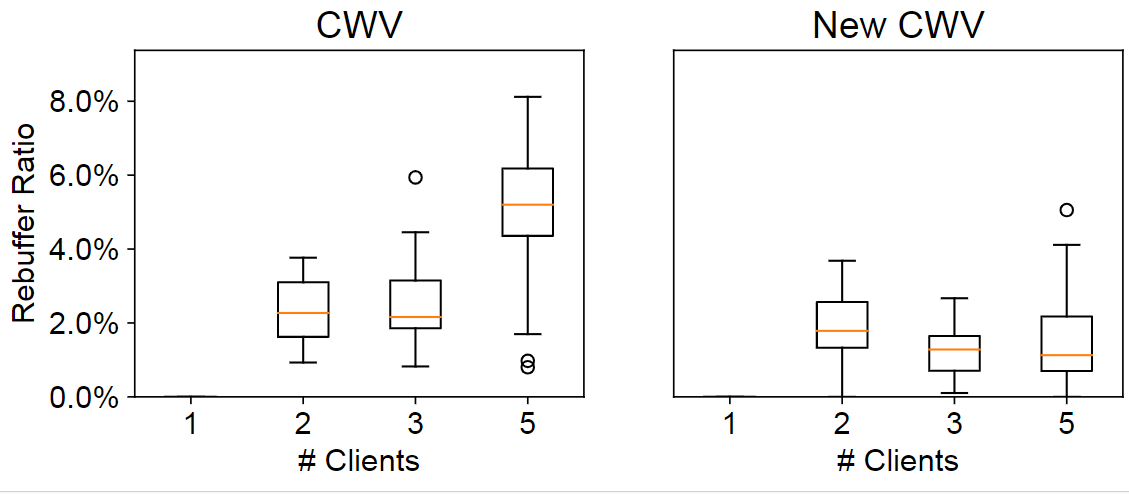 CWV
New CWV
Rebuffer Ratio
8.0%
6.0%
4.0%
2.0%
0.0%
1 2 3 5
1 2 3 5
# Clients
# Clients